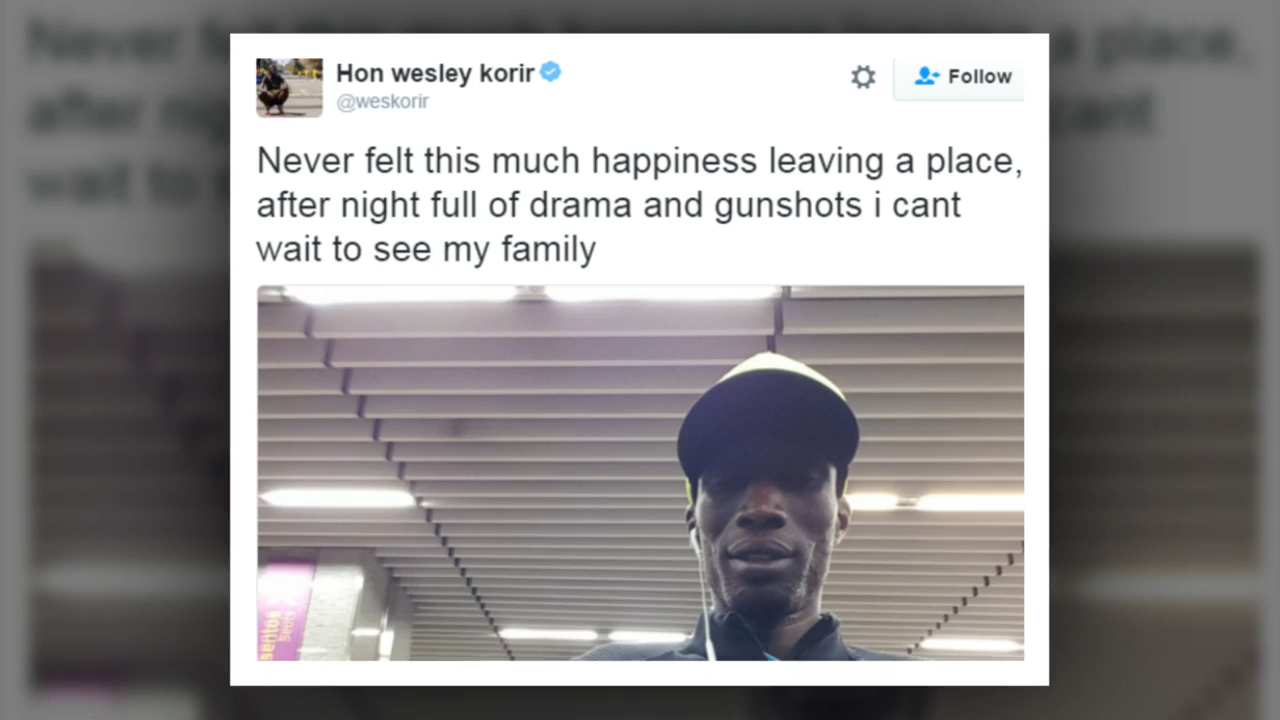 Hon wesley korir
@weskorir
Follow
Never felt this much happiness leaving a place,
after night full of drama and gunshots i cant
wait to see my family